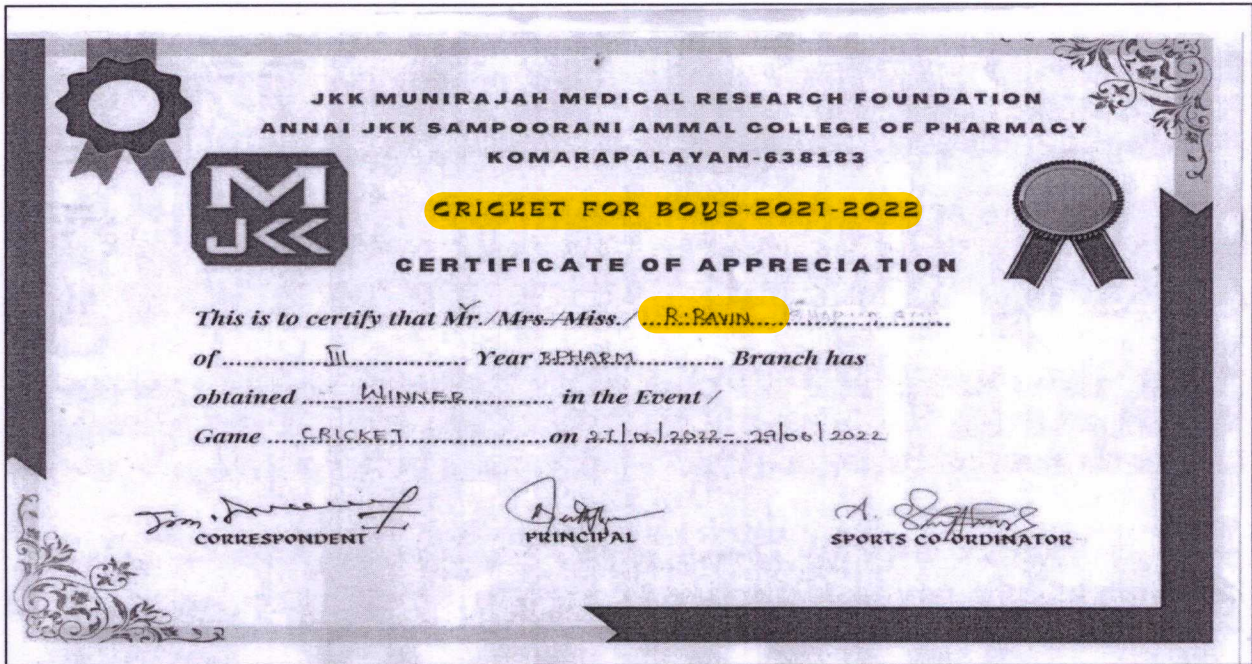 JKK MUNIRAJAH MEDICAL RESEARCH FOUNDATION
ANNAI JKK SAMPOORANI AMMAL COLLEGE OF PHARMACY
KOMARAPALAYAM-638183
M
JKK
CRICKET FOR BOYS-2021-2022
CERTIFICATE OF APPRECIATION
This is to certify that Mr./Mrs./Miss./ R. PAVIN
of III Year B.PHARM Branch has
obtained WINNER in the Event /
Game CRICKET on 27/06/2022 - 29/06/2022
CORRESPONDENT PRINCIPAL SPORTS CO-ORDINATOR